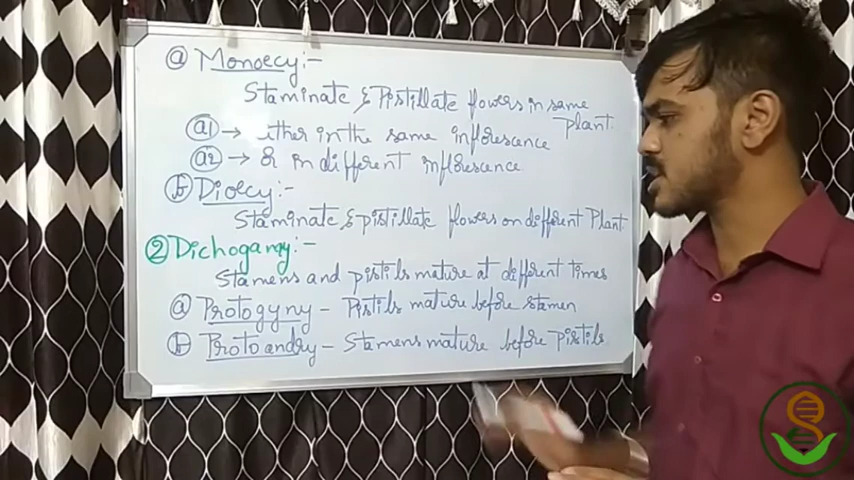 ⓐ Monoecy:-
Staminate & Pistillate flowers in same
Plant.
ⓐ1 → ither in the same inflorescence
ⓐ2 → or in different inflorescence
ⓑ Dioecy:-
Staminate & pistillate flowers on different Plant.
② Dichogamy:-
Stamens and pistils mature at different times
ⓐ Protogyny - Pistils mature before stamen
ⓑ Protoandry - Stamens mature before Pistils